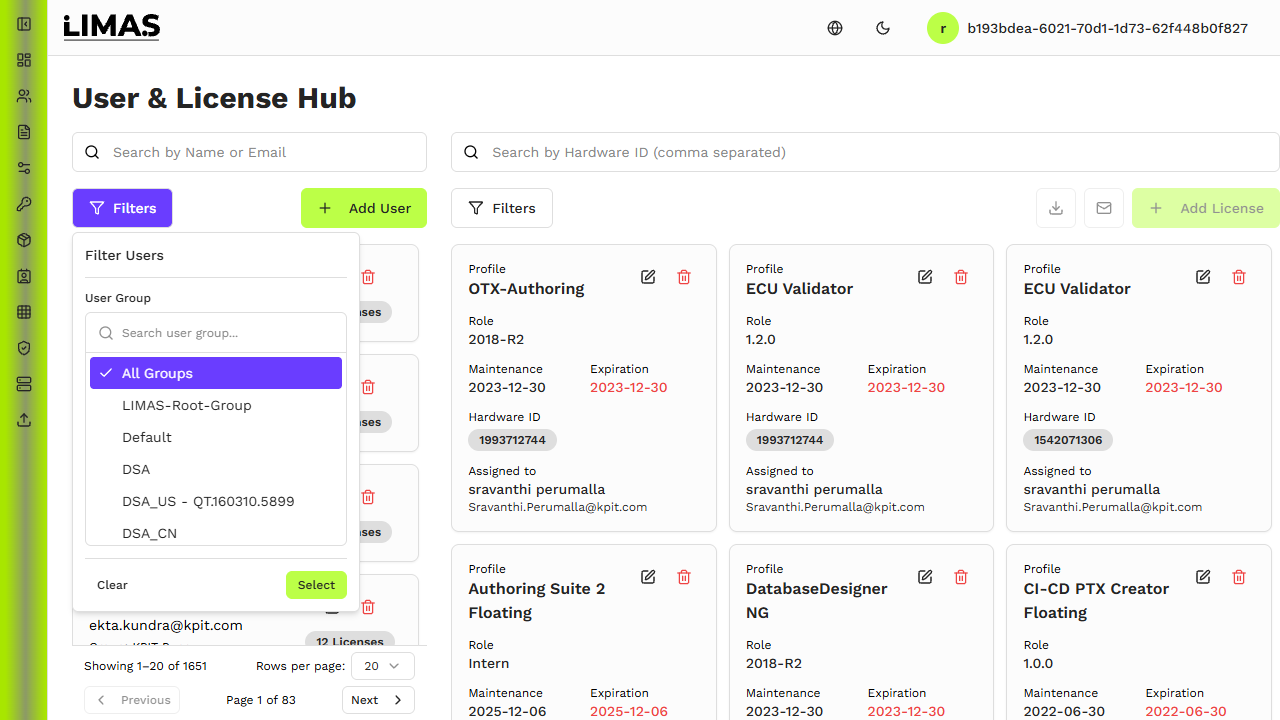 LIMAS
r
b193bdea-6021-70d1-1d73-62f448b0f827
User & License Hub
Search by Name or Email
Search by Hardware ID (comma separated)
Filters
Add User
Filters
Add License
Filter Users
User Group
Search user group...
All Groups
LIMAS-Root-Group
Default
DSA
DSA_US - QT.160310.5899
DSA_CN
Clear
Select
ekta.kundra@kpit.com
12 Licenses
Showing 1–20 of 1651
Rows per page:
20
Previous
Page 1 of 83
Next
Profile
OTX-Authoring
Role
2018-R2
Maintenance
Expiration
2023-12-30
2023-12-30
Hardware ID
1993712744
Assigned to
sravanthi perumalla
Sravanthi.Perumalla@kpit.com
Profile
ECU Validator
Role
1.2.0
Maintenance
Expiration
2023-12-30
2023-12-30
Hardware ID
1993712744
Assigned to
sravanthi perumalla
Sravanthi.Perumalla@kpit.com
Profile
ECU Validator
Role
1.2.0
Maintenance
Expiration
2023-12-30
2023-12-30
Hardware ID
1542071306
Assigned to
sravanthi perumalla
Sravanthi.Perumalla@kpit.com
Profile
Authoring Suite 2
Floating
Role
Intern
Maintenance
Expiration
2025-12-06
2025-12-06
Profile
DatabaseDesigner
NG
Role
2018-R2
Maintenance
Expiration
2023-12-30
2023-12-30
Profile
CI-CD PTX Creator
Floating
Role
1.0.0
Maintenance
Expiration
2022-06-30
2022-06-30